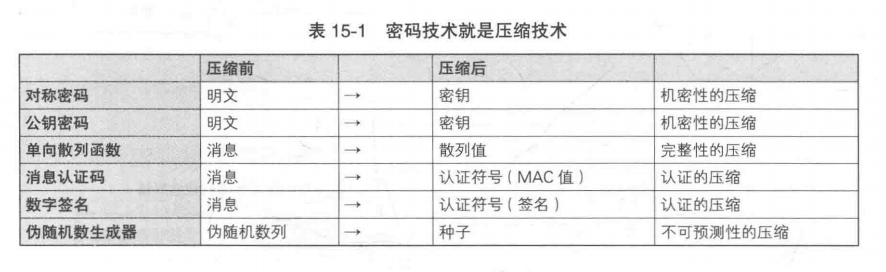 表 15-1 密码技术就是压缩技术
压缩前 压缩后
对称密码 明文 → 密钥 机密性的压缩
公钥密码 明文 → 密钥 机密性的压缩
单向散列函数 消息 → 散列值 完整性的压缩
消息认证码 消息 → 认证符号（MAC 值） 认证的压缩
数字签名 消息 → 认证符号（签名） 认证的压缩
伪随机数生成器 伪随机数列 → 种子 不可预测性的压缩